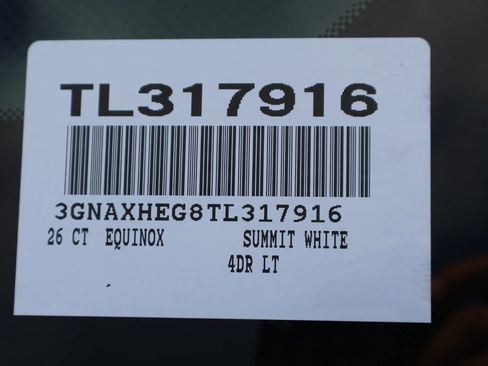 TL317916
3GNAXHEG8TL317916
26 CT EQUINOX SUMMIT WHITE
4DR LT